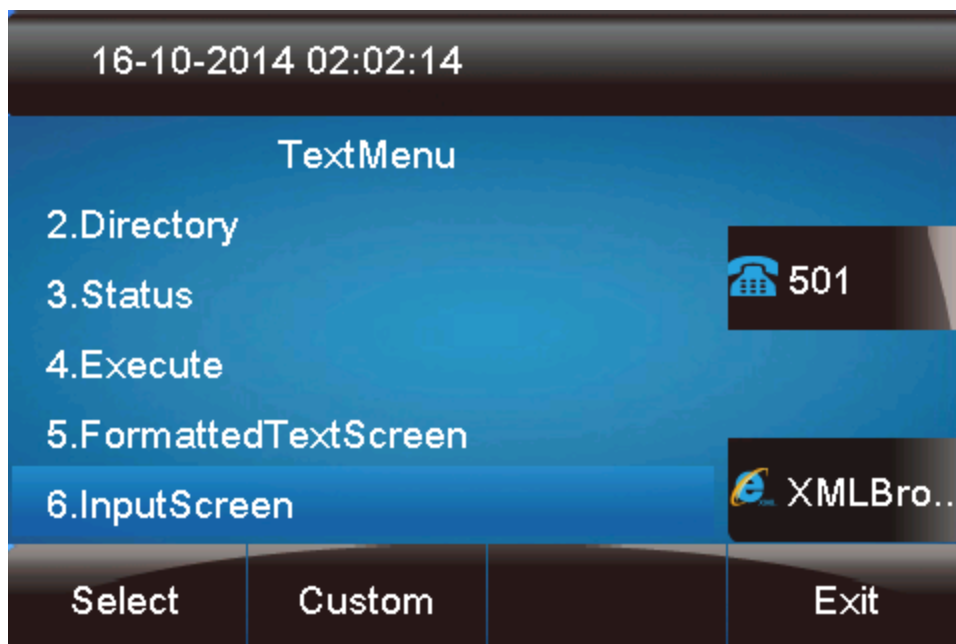 16-10-2014 02:02:14
TextMenu
2.Directory
3.Status
501
4.Execute
5.FormattedTextScreen
6.InputScreen
XMLBro..
Select Custom Exit